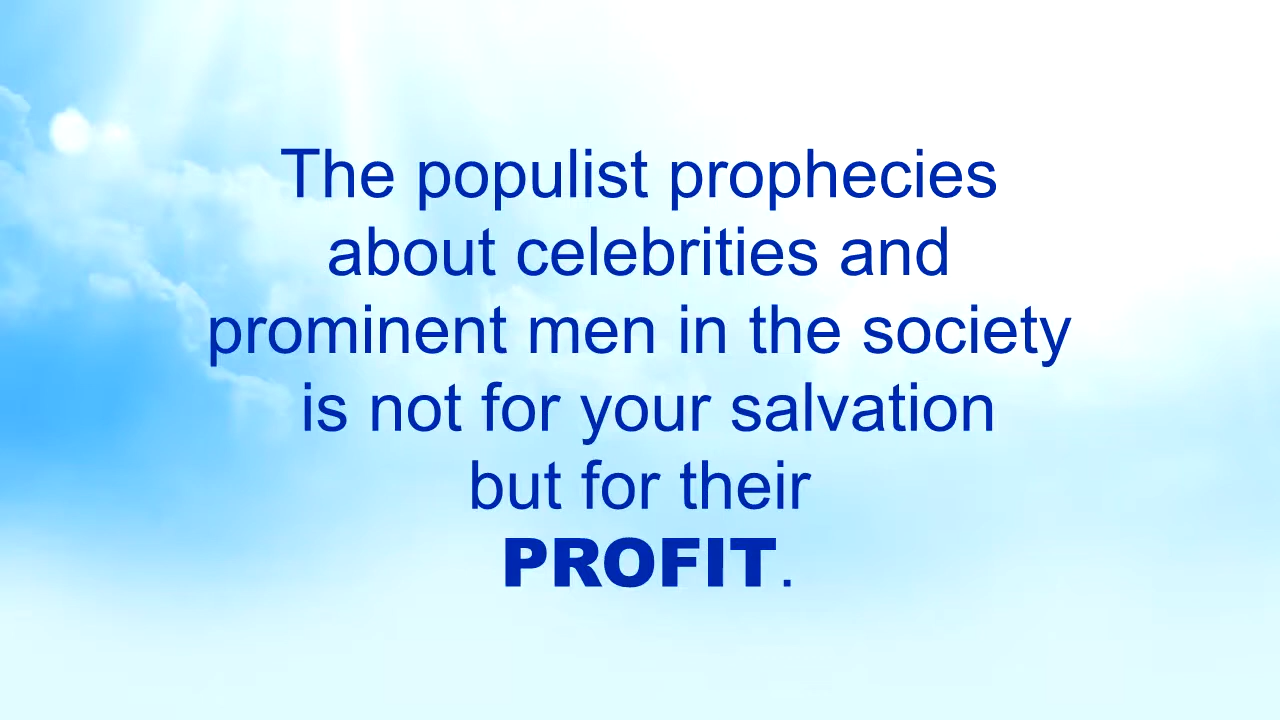 The populist prophecies
about celebrities and
prominent men in the society
is not for your salvation
but for their
PROFIT.